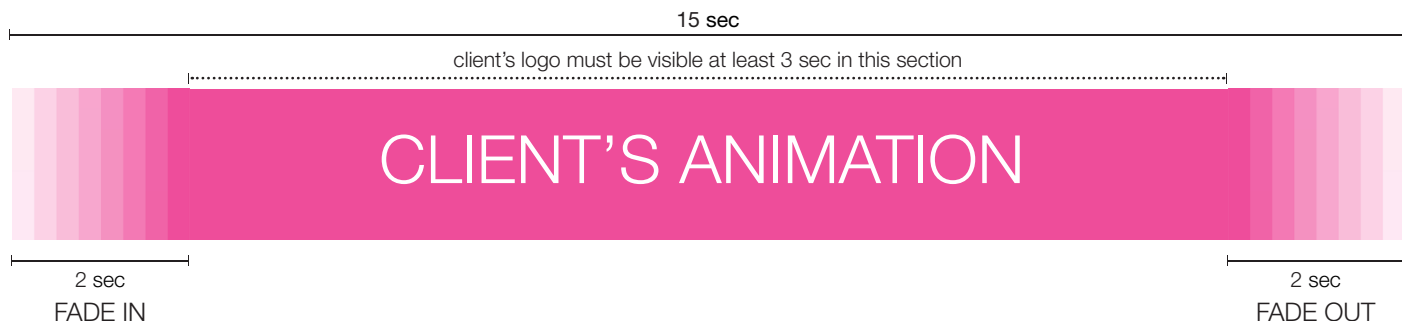 15 sec
client’s logo must be visible at least 3 sec in this section
CLIENT’S ANIMATION
2 sec
FADE IN
2 sec
FADE OUT